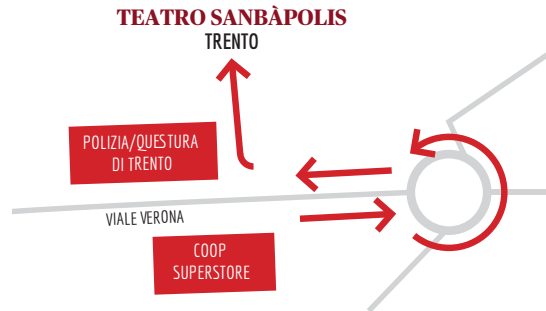 TEATRO SANBÀPOLIS
TRENTO
POLIZIA/QUESTURA
DI TRENTO
VIALE VERONA
COOP
SUPERSTORE